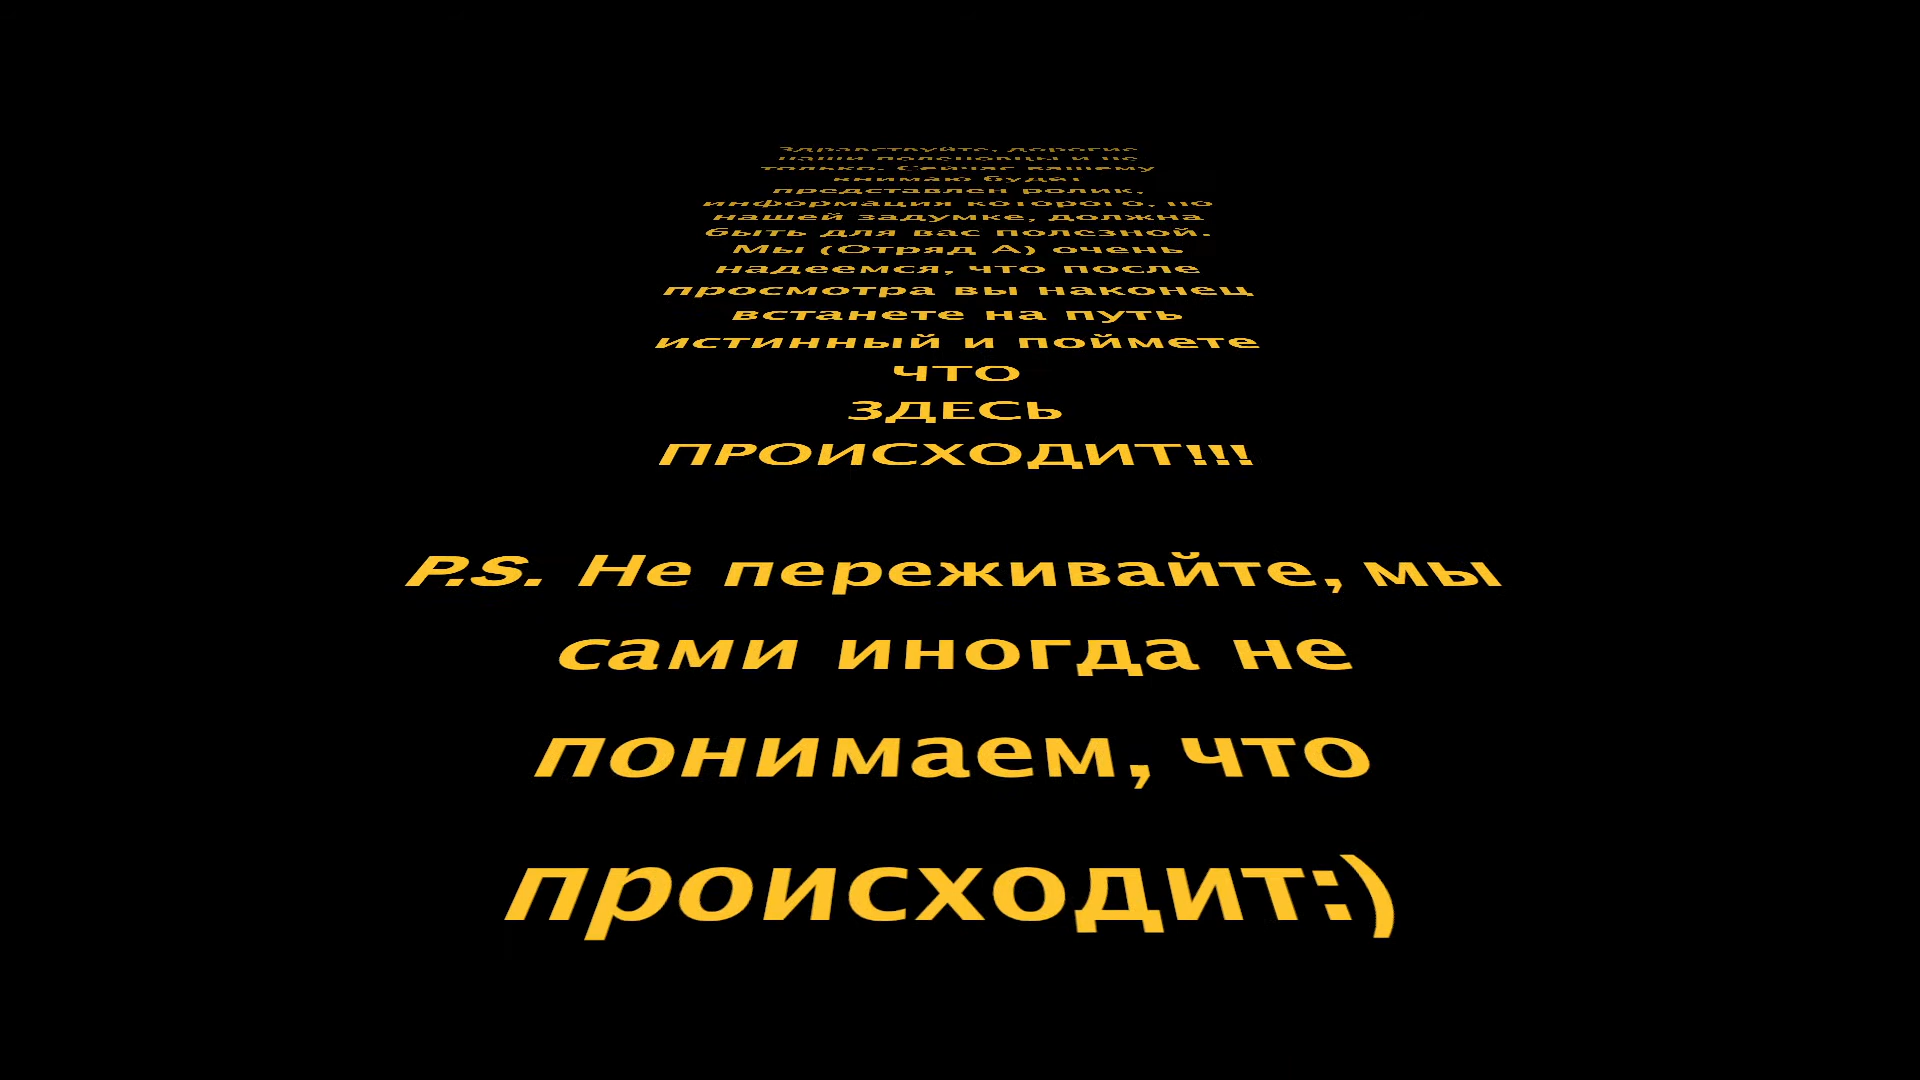 Здравствуйте, дорогие
наши поленовцы и не
только. Сейчас вашему
внимаю будет
представлен ролик,
информация которого, по
нашей задумке, должна
быть для вас полезной.
Мы (Отряд А) очень
надеемся, что после
просмотра вы наконец
встанете на путь
истинный и поймете
ЧТО
ЗДЕСЬ
ПРОИСХОДИТ!!!
P.S. Не переживайте, мы
сами иногда не
понимаем, что
происходит:)